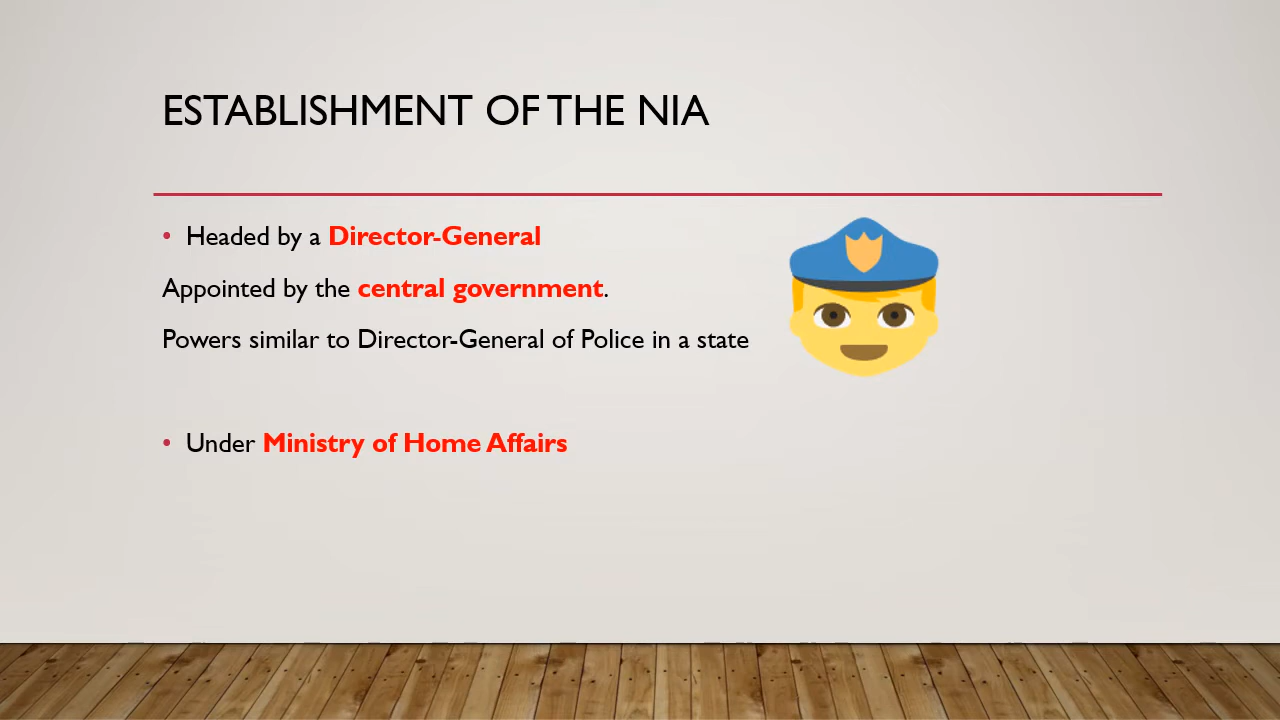 ESTABLISHMENT OF THE NIA
• Headed by a Director-General
Appointed by the central government.
Powers similar to Director-General of Police in a state
• Under Ministry of Home Affairs